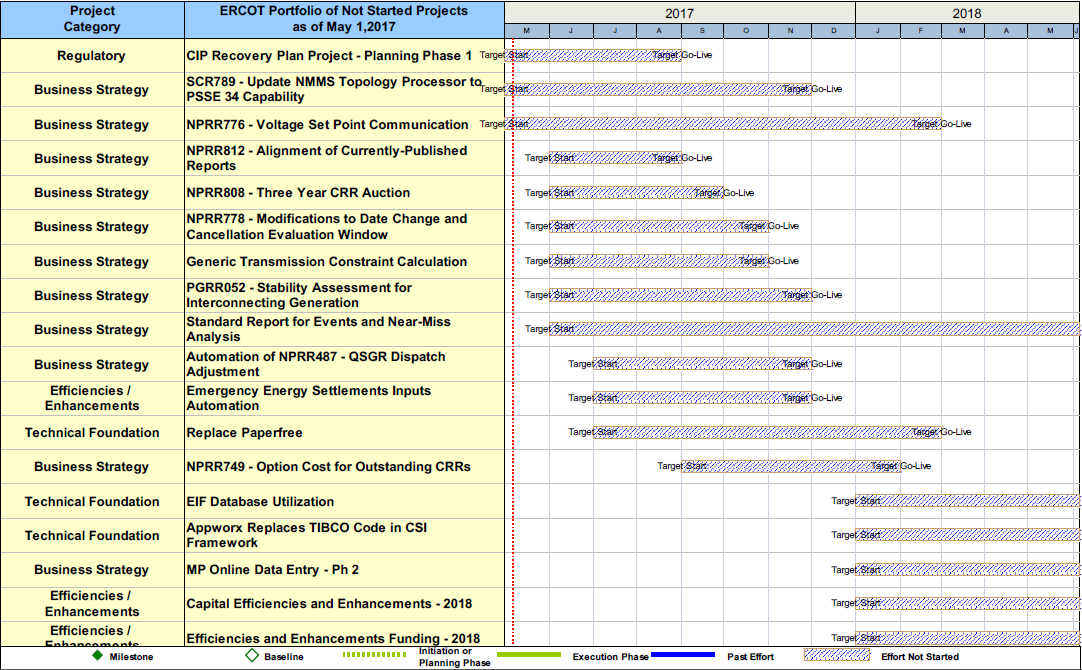 Project Category
ERCOT Portfolio of Not Started Projects
as of May 1,2017
2017
2018
M J J A S O N D J F M A M J
Regulatory
CIP Recovery Plan Project - Planning Phase 1
Target Start
Target Go-Live
Business Strategy
SCR789 - Update NMMS Topology Processor to
PSSE 34 Capability
Target Start
Target Go-Live
Business Strategy
NPRR776 - Voltage Set Point Communication
Target Start
Target Go-Live
Business Strategy
NPRR812 - Alignment of Currently-Published
Reports
Target Start
Target Go-Live
Business Strategy
NPRR808 - Three Year CRR Auction
Target Start
Target Go-Live
Business Strategy
NPRR778 - Modifications to Date Change and
Cancellation Evaluation Window
Target Start
Target Go-Live
Business Strategy
Generic Transmission Constraint Calculation
Target Start
Target Go-Live
Business Strategy
PGRR052 - Stability Assessment for
Interconnecting Generation
Target Start
Target Go-Live
Business Strategy
Standard Report for Events and Near-Miss
Analysis
Target Start
Business Strategy
Automation of NPRR487 - QSGR Dispatch
Adjustment
Target Start
Target Go-Live
Efficiencies /
Enhancements
Emergency Energy Settlements Inputs
Automation
Target Start
Target Go-Live
Technical Foundation
Replace Paperfree
Target Start
Target Go-Live
Business Strategy
NPRR749 - Option Cost for Outstanding CRRs
Target Start
Target Go-Live
Technical Foundation
EIF Database Utilization
Target Start
Technical Foundation
Appworx Replaces TIBCO Code in CSI
Framework
Target Start
Business Strategy
MP Online Data Entry - Ph 2
Target Start
Efficiencies /
Enhancements
Capital Efficiencies and Enhancements - 2018
Target Start
Efficiencies /
Enhancements
Efficiencies and Enhancements Funding - 2018
Target Start
Milestone
Baseline
Initiation or
Planning Phase
Execution Phase
Past Effort
Effort Not Started